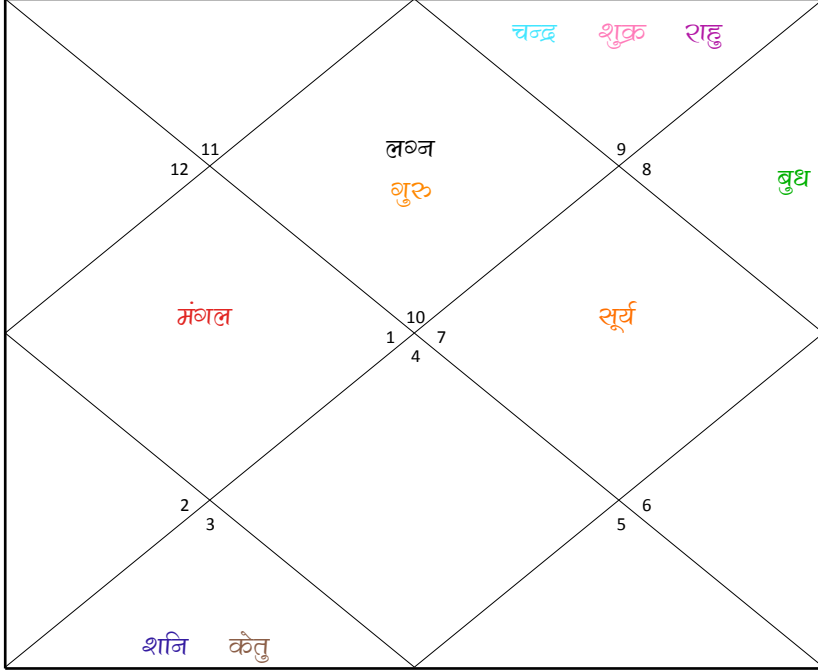 चन्द्र शुक्र राहु
11 लग्न 9
12 गुरु 8 बुध
मंगल 10 सूर्य
1 7
4
2 6
3 5
शनि केतु